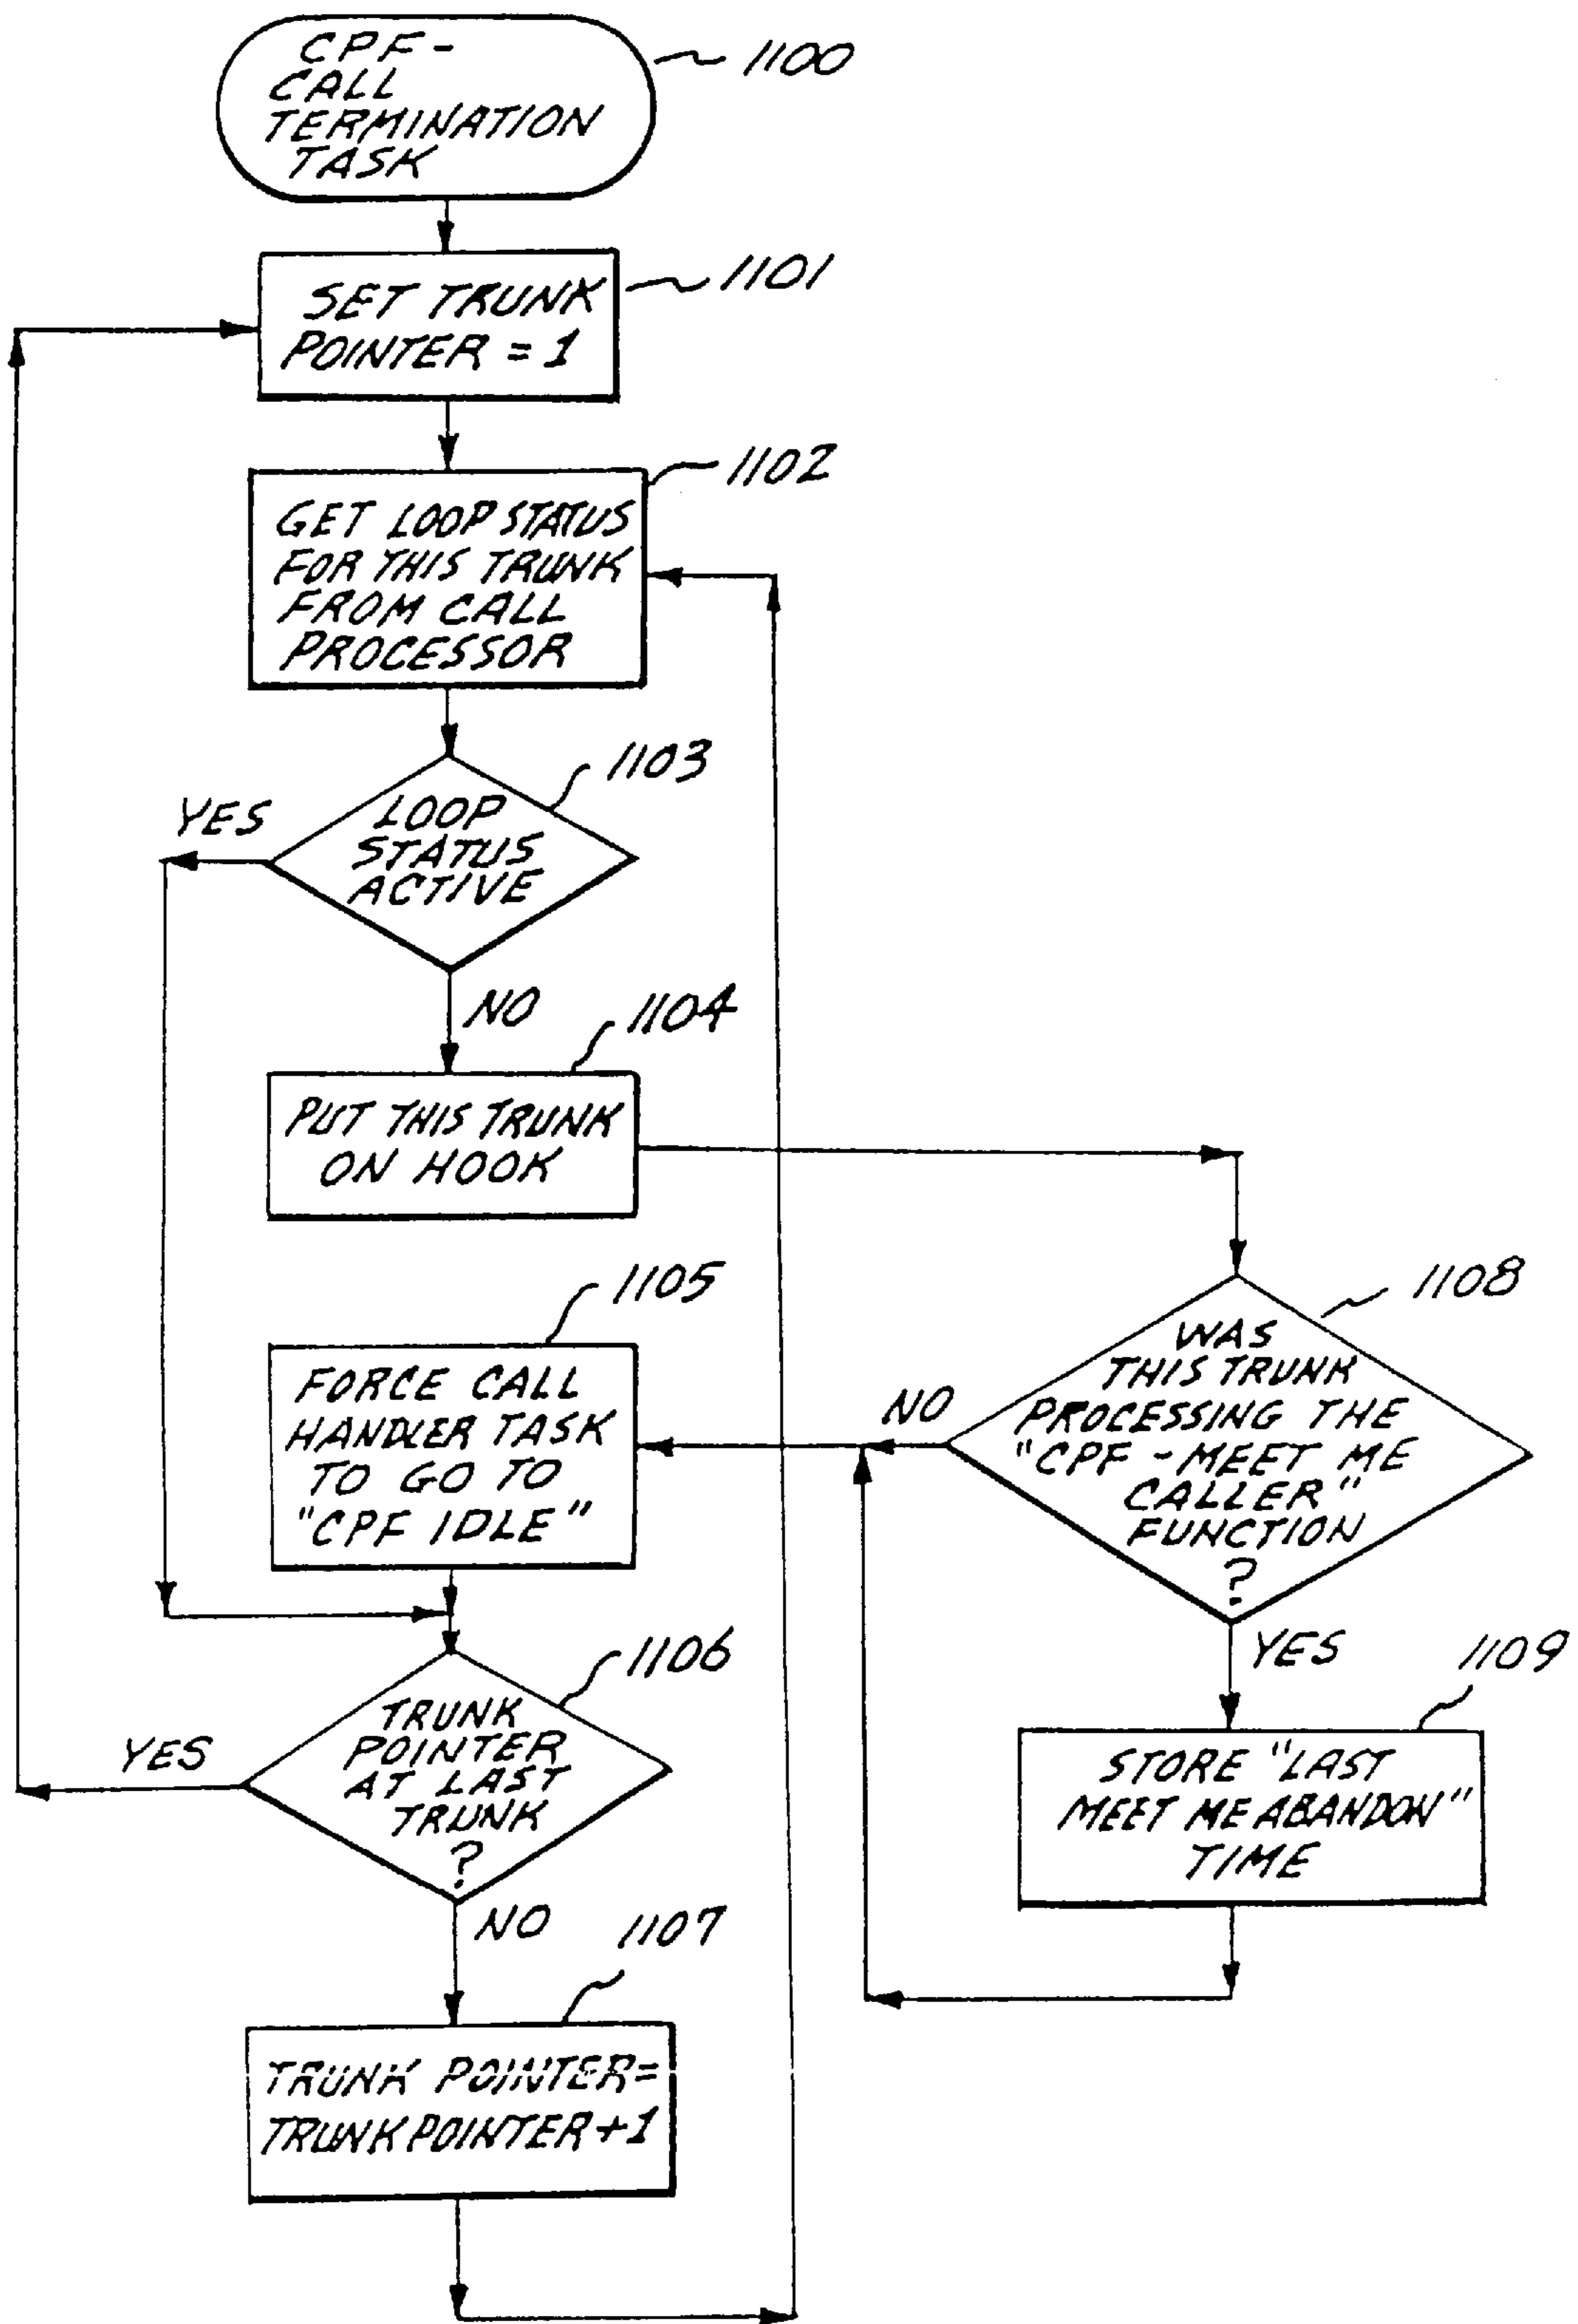 CPF-
CALL
TERMINATION
TASK
1100
SET TRUNK
POINTER = 1
1101
GET LOOP STATUS
FOR THIS TRUNK
FROM CALL
PROCESSOR
1102
LOOP
STATUS
ACTIVE
1103
YES
NO
PUT THIS TRUNK
ON HOOK
1104
FORCE CALL
HANDLER TASK
TO GO TO
"CPF IDLE"
1105
WAS
THIS TRUNK
PROCESSING THE
"CPF - MEET ME
CALLER"
FUNCTION
?
1108
NO
YES
STORE "LAST
MEET ME ABANDON"
TIME
1109
TRUNK
POINTER
AT LAST
TRUNK
?
1106
YES
NO
TRUNK POINTER=
TRUNK POINTER+1
1107